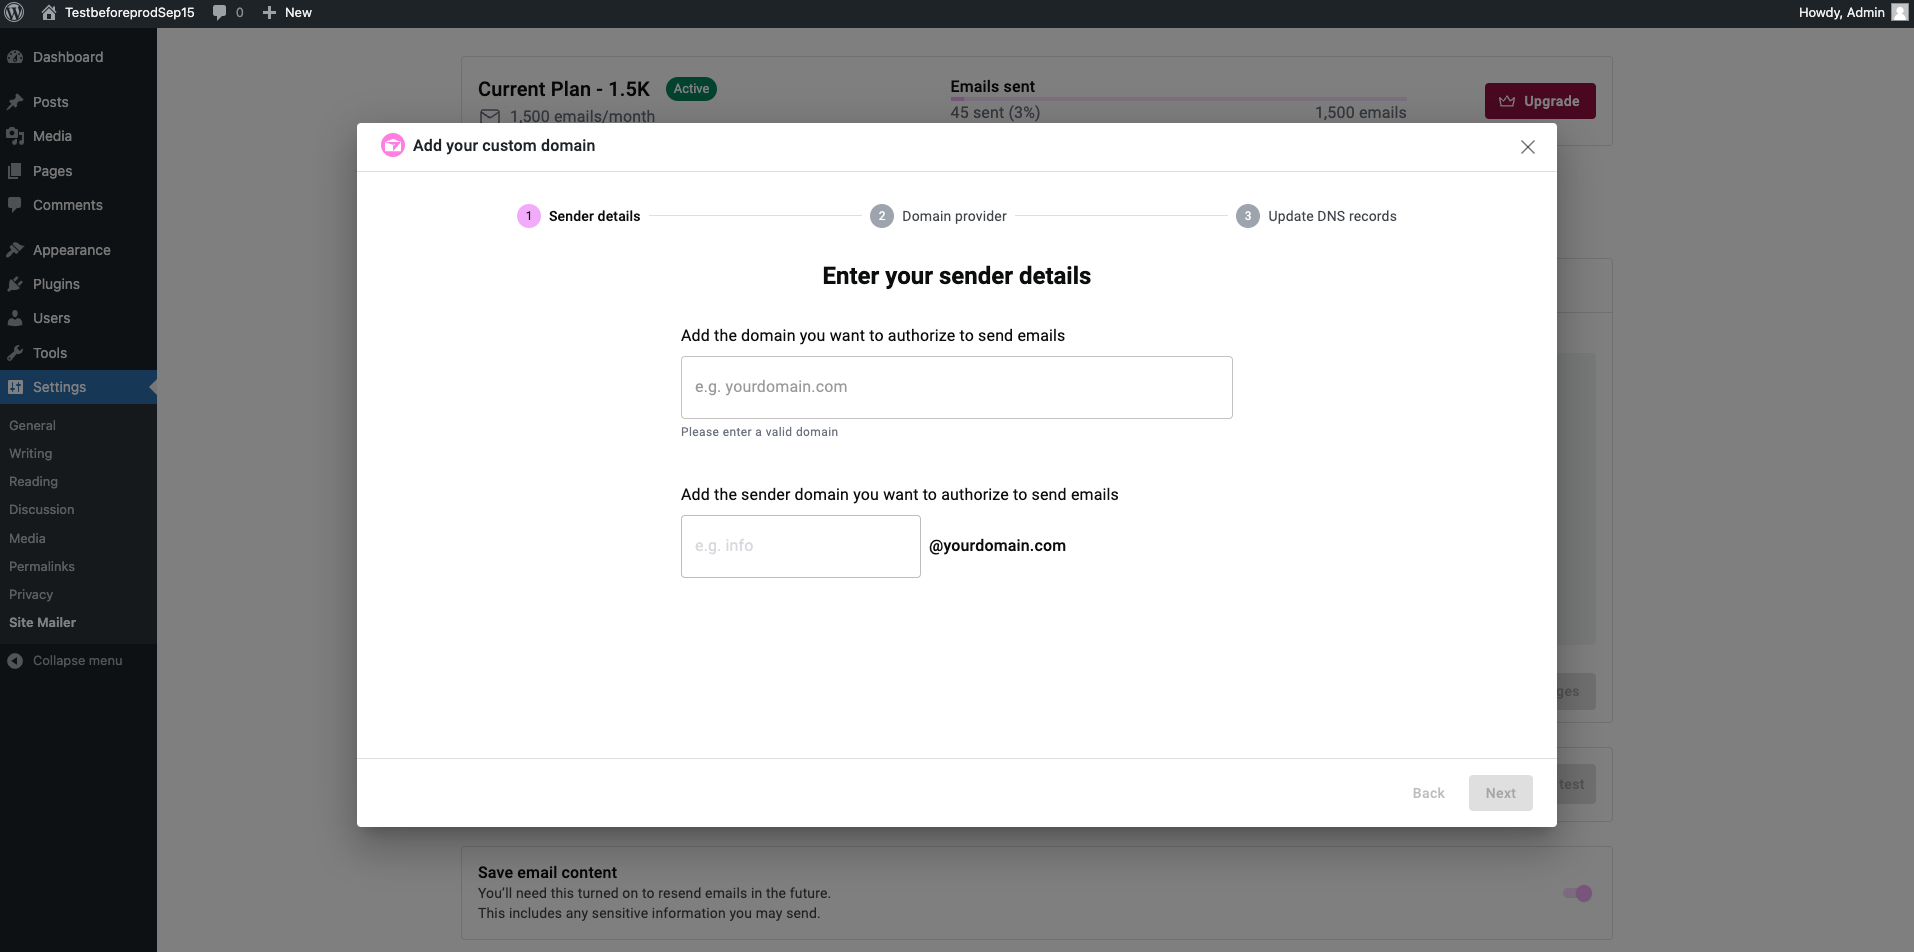 TestbeforeprodSep15
0
New
Howdy, Admin
Dashboard
Posts
Media
Pages
Comments
Appearance
Plugins
Users
Tools
Settings
General
Writing
Reading
Discussion
Media
Permalinks
Privacy
Site Mailer
Collapse menu
Current Plan - 1.5K
Active
1,500 emails/month
Emails sent
45 sent (3%)
1,500 emails
Upgrade
Add your custom domain
1 Sender details
2 Domain provider
3 Update DNS records
Enter your sender details
Add the domain you want to authorize to send emails
e.g. yourdomain.com
Please enter a valid domain
Add the sender domain you want to authorize to send emails
e.g. info
@yourdomain.com
ges
test
Back
Next
Save email content
You'll need this turned on to resend emails in the future.
This includes any sensitive information you may send.